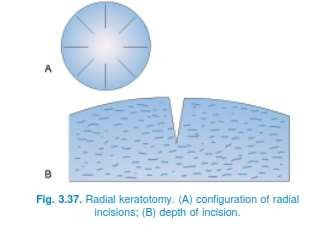 A
B
Fig. 3.37. Radial keratotomy. (A) configuration of radial
incisions; (B) depth of incision.